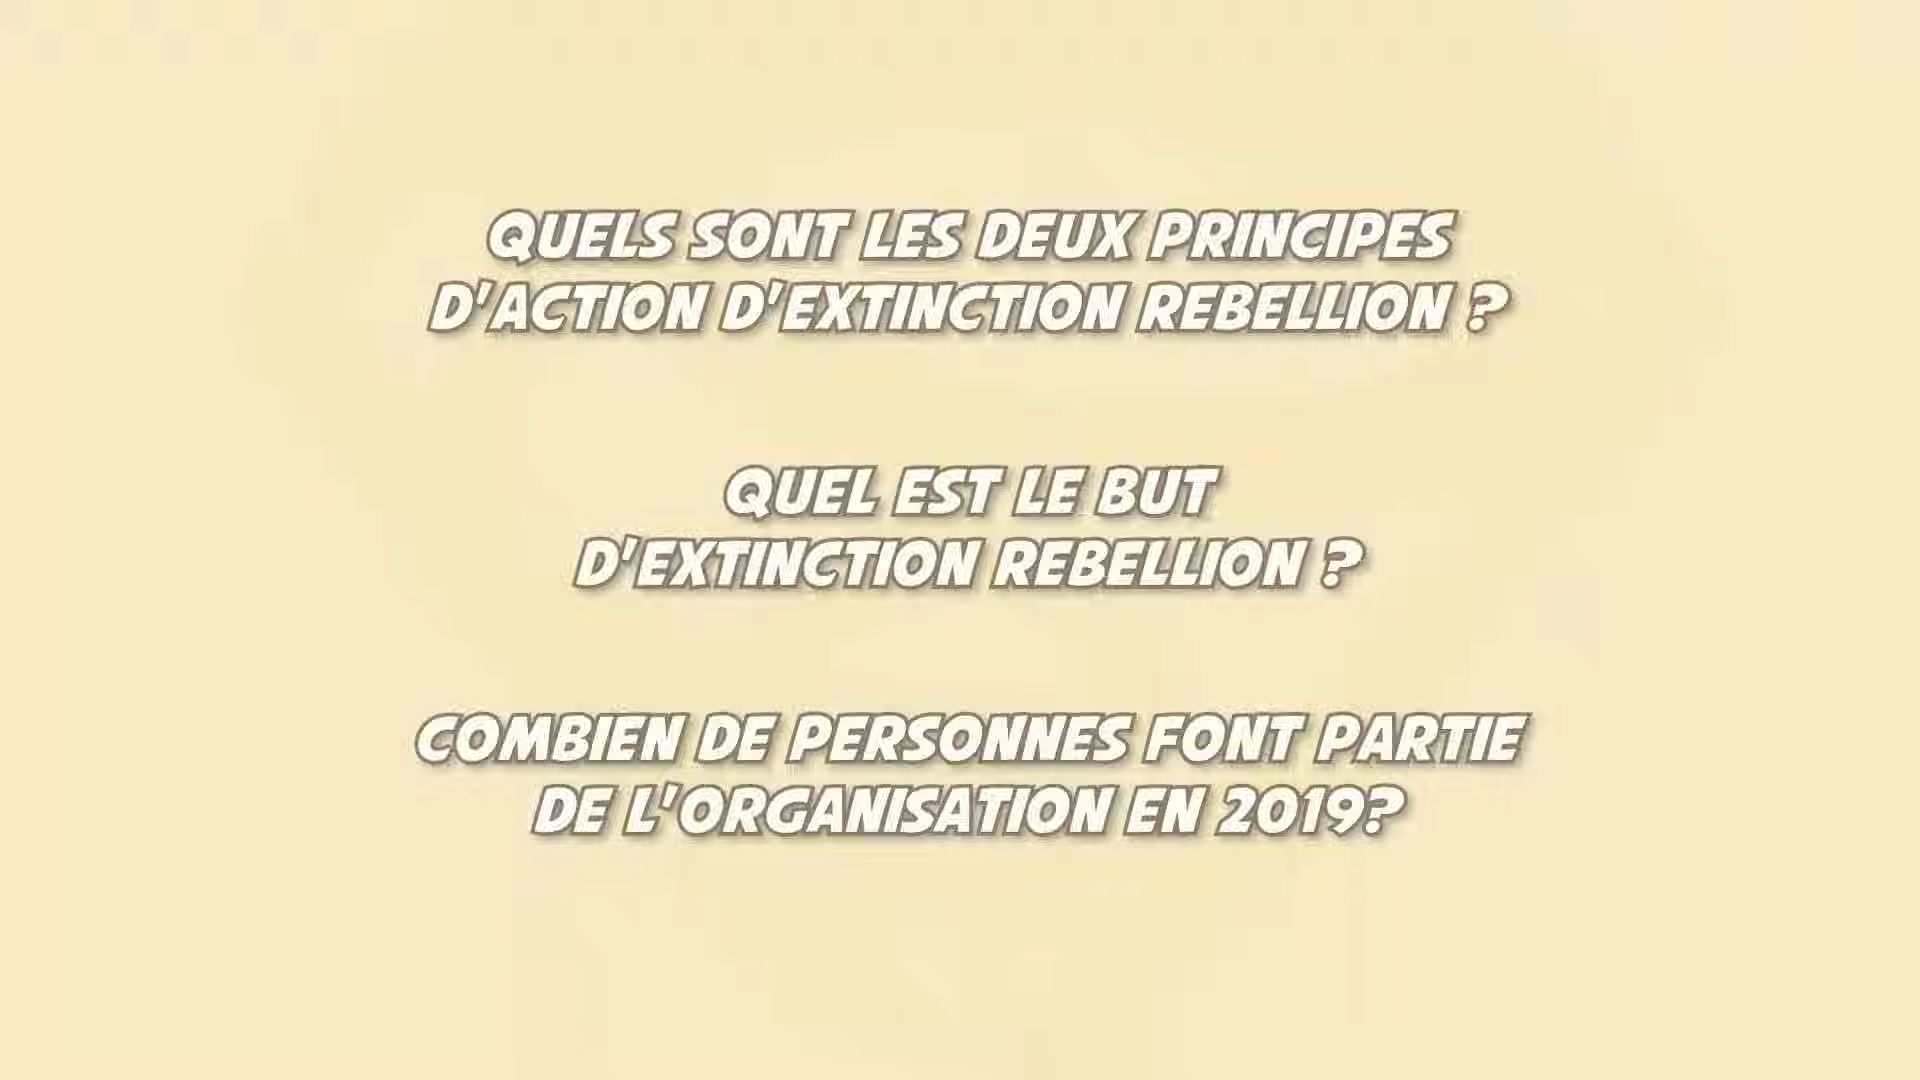 QUELS SONT LES DEUX PRINCIPES
D'ACTION D'EXTINCTION REBELLION ?
QUEL EST LE BUT
D'EXTINCTION REBELLION ?
COMBIEN DE PERSONNES FONT PARTIE
DE L'ORGANISATION EN 2019?